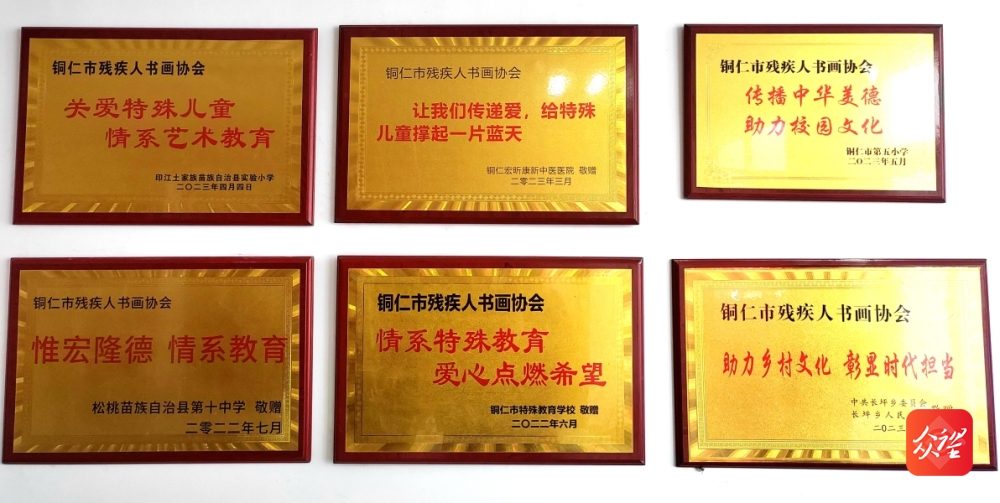 铜仁市残疾人书画协会
关爱特殊儿童
情系艺术教育
印江土家族苗族自治县实验小学
二〇二三年四月四日
铜仁市残疾人书画协会
让我们传递爱，给特殊
儿童撑起一片蓝天
铜仁宏昕康新中医医院 敬赠
二零二三年三月
铜仁市残疾人书画协会
传播中华美德
助力校园文化
铜仁市第五小学
二〇二三年五月
铜仁市残疾人书画协会
惟宏隆德 情系教育
松桃苗族自治县第十中学 敬赠
二零二二年七月
铜仁市残疾人书画协会
情系特殊教育
爱心点燃希望
铜仁市特殊教育学校 敬赠
二〇二二年六月
铜仁市残疾人书画协会
助力乡村文化 彰显时代担当
中共长坪乡委员会
长坪乡人民
二〇二三
众望